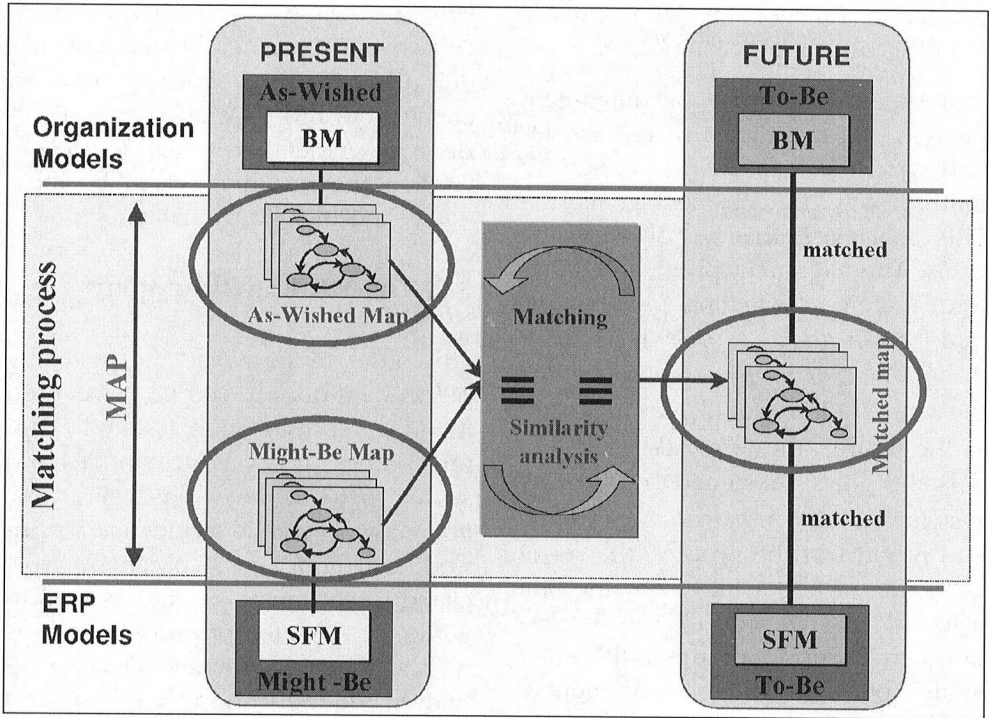 PRESENT
FUTURE
As-Wished
BM
To-Be
BM
Organization
Models
Matching process
MAP
As-Wished Map
Might-Be Map
Matching
Similarity
analysis
matched
Matched map
matched
ERP
Models
SFM
Might -Be
SFM
To-Be